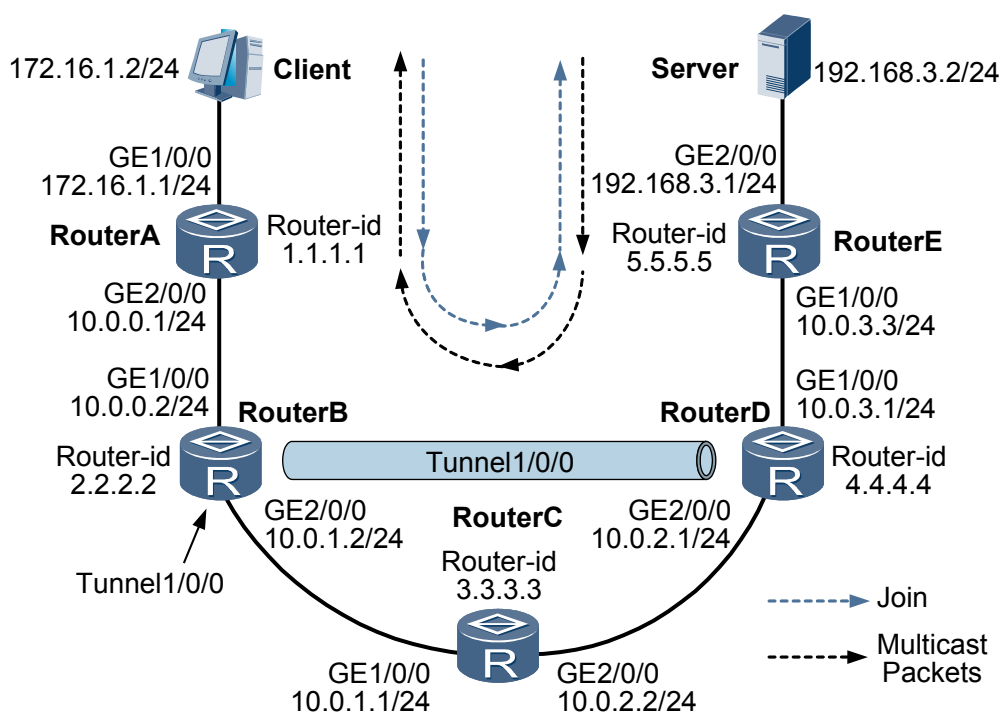 172.16.1.2/24
Client
Server
192.168.3.2/24
GE1/0/0
172.16.1.1/24
GE2/0/0
192.168.3.1/24
RouterA
R
Router-id
1.1.1.1
Router-id
5.5.5.5
R
RouterE
GE2/0/0
10.0.0.1/24
GE1/0/0
10.0.3.3/24
GE1/0/0
10.0.0.2/24
GE1/0/0
10.0.3.1/24
RouterB
RouterD
Router-id
2.2.2.2
R
Tunnel1/0/0
R
Router-id
4.4.4.4
GE2/0/0
10.0.1.2/24
RouterC
GE2/0/0
10.0.2.1/24
Tunnel1/0/0
Router-id
3.3.3.3
R
GE1/0/0
10.0.1.1/24
GE2/0/0
10.0.2.2/24
Join
Multicast
Packets